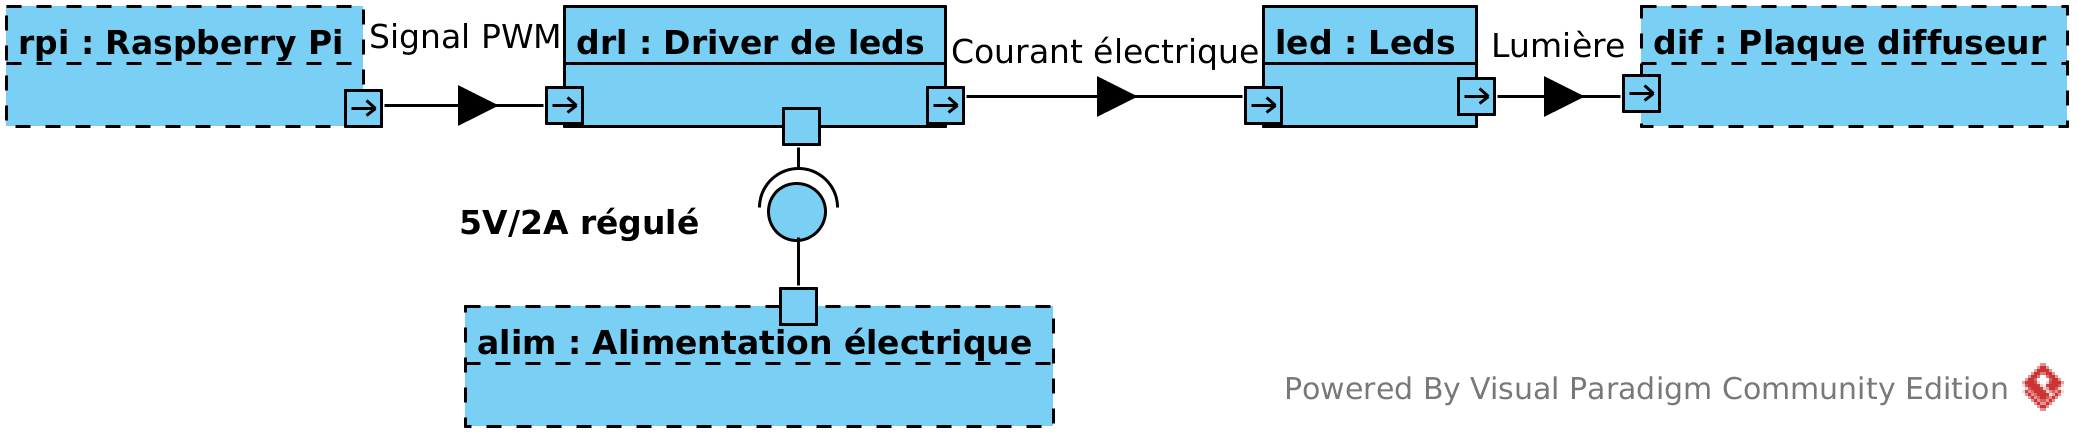 rpi : Raspberry Pi
Signal PWM
drl : Driver de leds
Courant électrique
led : Leds
Lumière
dif : Plaque diffuseur
5V/2A régulé
alim : Alimentation électrique
Powered By Visual Paradigm Community Edition